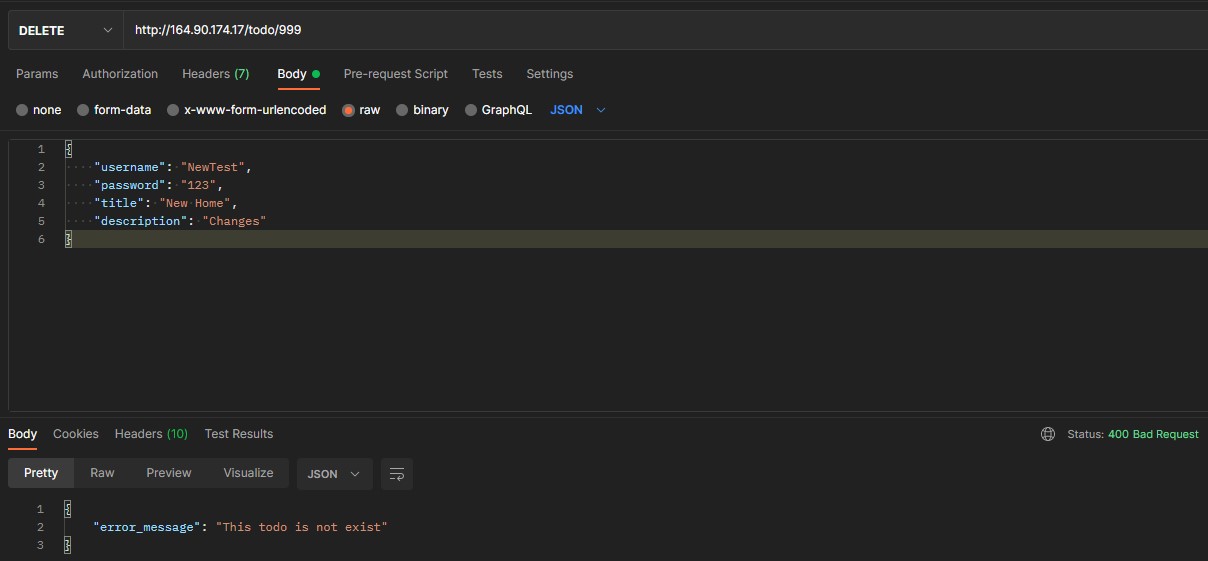 DELETE http://164.90.174.17/todo/999
Params Authorization Headers (7) Body Pre-request Script Tests Settings
none form-data x-www-form-urlencoded raw binary GraphQL JSON
1 {
2 "username": "NewTest",
3 "password": "123",
4 "title": "New Home",
5 "description": "Changes"
6 }
Body Cookies Headers (10) Test Results Status: 400 Bad Request
Pretty Raw Preview Visualize JSON
1 {
2 "error_message": "This todo is not exist"
3 }